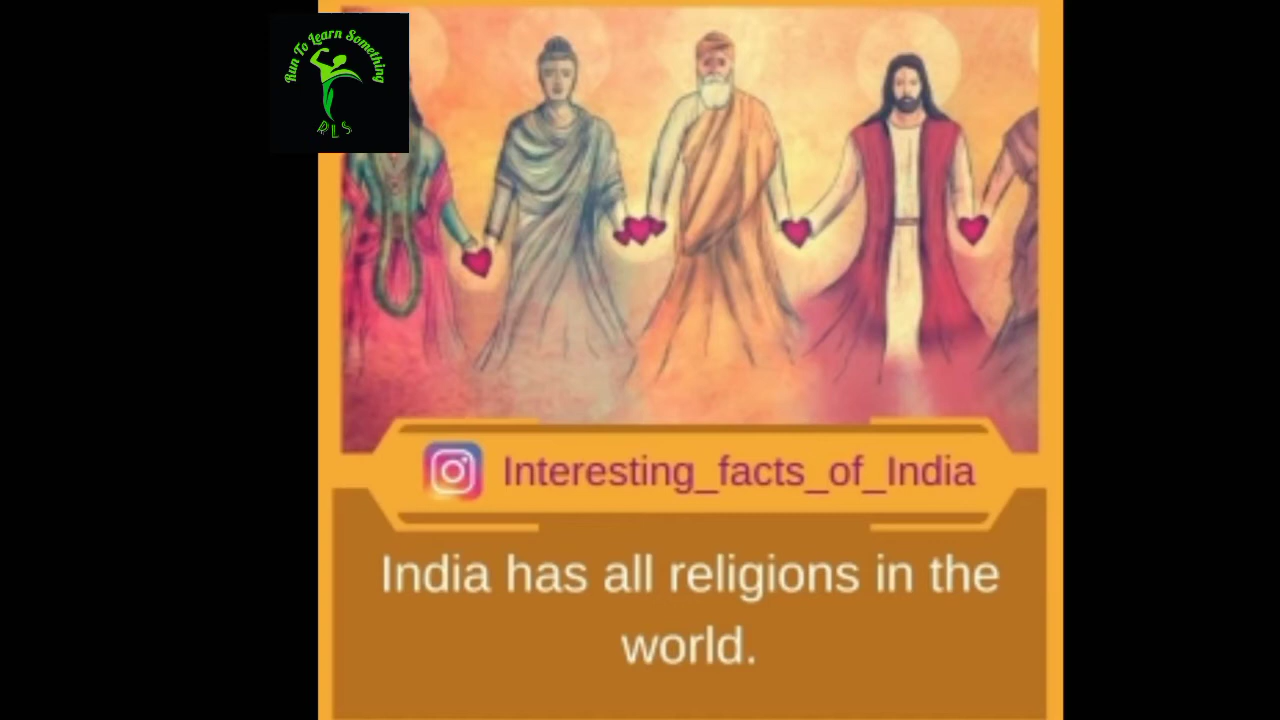 Run To Learn Something
RLS
Interesting_facts_of_India
India has all religions in the
world.